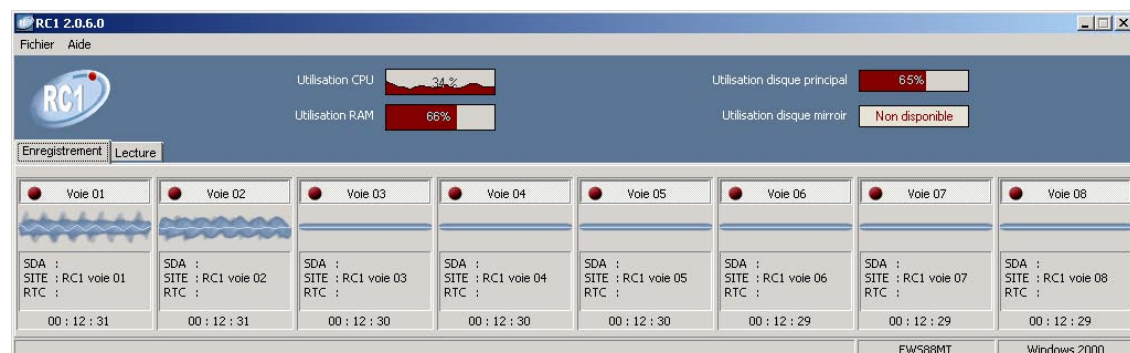 RC1 2.0.6.0
Fichier Aide
RC1
Utilisation CPU 34 % Utilisation disque principal 65%
Utilisation RAM 66% Utilisation disque mirroir Non disponible
Enregistrement Lecture
Voie 01 Voie 02 Voie 03 Voie 04 Voie 05 Voie 06 Voie 07 Voie 08
SDA : SDA : SDA : SDA : SDA : SDA : SDA : SDA :
SITE : RC1 voie 01 SITE : RC1 voie 02 SITE : RC1 voie 03 SITE : RC1 voie 04 SITE : RC1 voie 05 SITE : RC1 voie 06 SITE : RC1 voie 07 SITE : RC1 voie 08
RTC : RTC : RTC : RTC : RTC : RTC : RTC : RTC :
00 : 12 : 31 00 : 12 : 31 00 : 12 : 30 00 : 12 : 30 00 : 12 : 30 00 : 12 : 29 00 : 12 : 29 00 : 12 : 29
EWS88MT Windows 2000